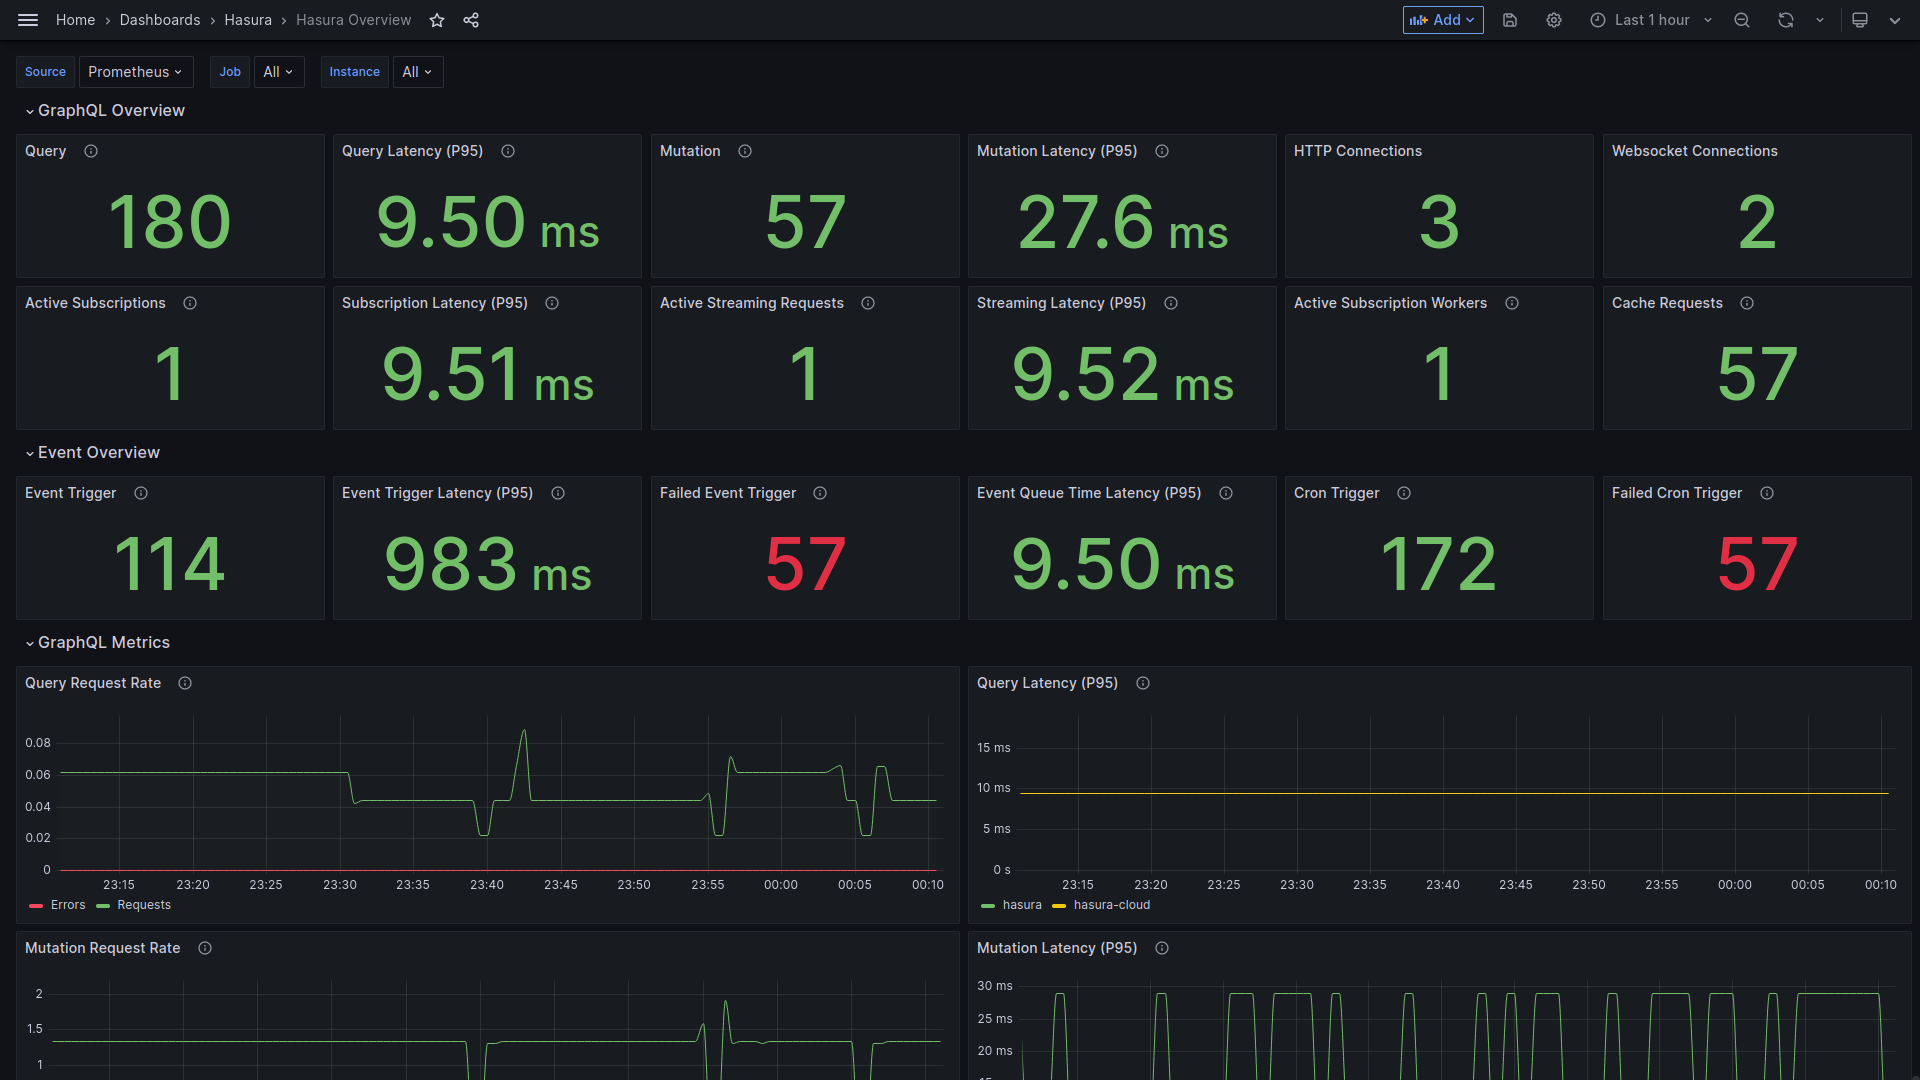 Home › Dashboards › Hasura › Hasura Overview
Add
Last 1 hour
Source Prometheus Job All Instance All
GraphQL Overview
Query Query Latency (P95) Mutation Mutation Latency (P95) HTTP Connections Websocket Connections
180 9.50 ms 57 27.6 ms 3 2
Active Subscriptions Subscription Latency (P95) Active Streaming Requests Streaming Latency (P95) Active Subscription Workers Cache Requests
1 9.51 ms 1 9.52 ms 1 57
Event Overview
Event Trigger Event Trigger Latency (P95) Failed Event Trigger Event Queue Time Latency (P95) Cron Trigger Failed Cron Trigger
114 983 ms 57 9.50 ms 172 57
GraphQL Metrics
Query Request Rate
0.08
0.06
0.04
0.02
0
23:15 23:20 23:25 23:30 23:35 23:40 23:45 23:50 23:55 00:00 00:05 00:10
Errors Requests
Query Latency (P95)
15 ms
10 ms
5 ms
0 s
23:15 23:20 23:25 23:30 23:35 23:40 23:45 23:50 23:55 00:00 00:05 00:10
hasura hasura-cloud
Mutation Request Rate
2
1.5
1
Mutation Latency (P95)
30 ms
25 ms
20 ms